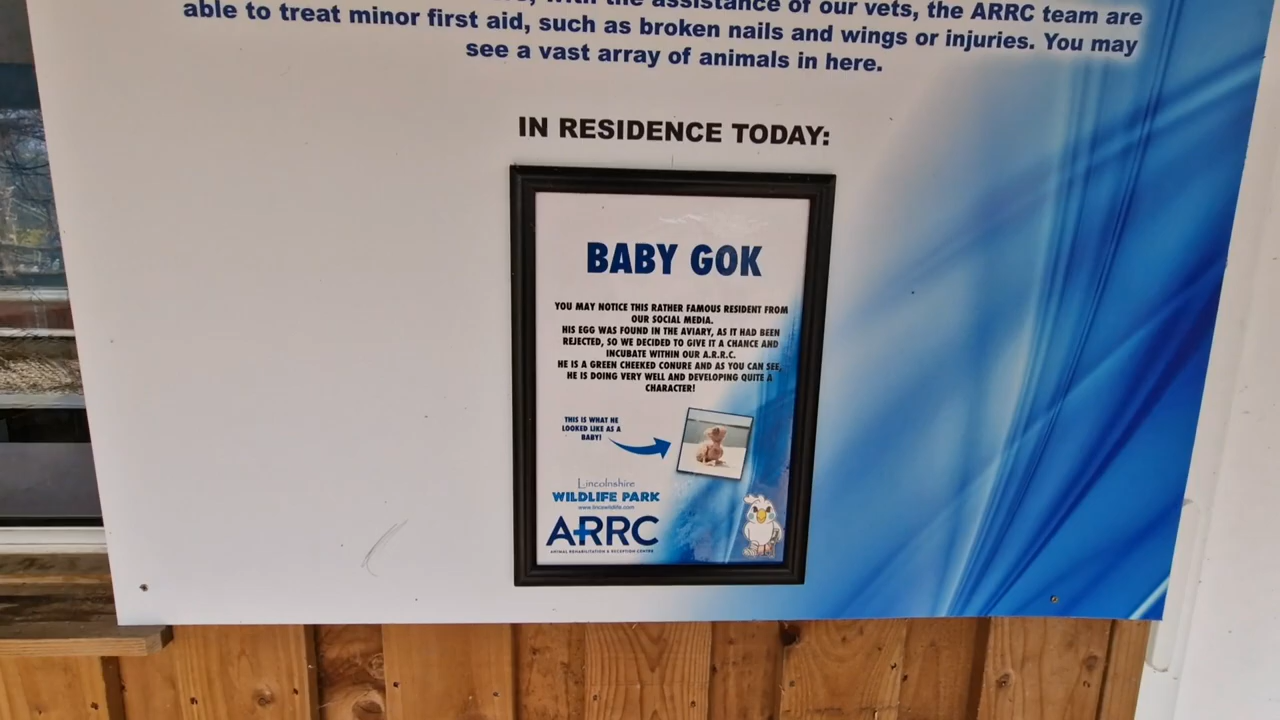 with the assistance of our vets, the ARRC team are
able to treat minor first aid, such as broken nails and wings or injuries. You may
see a vast array of animals in here.
IN RESIDENCE TODAY:
BABY GOK
YOU MAY NOTICE THIS RATHER FAMOUS RESIDENT FROM
OUR SOCIAL MEDIA.
HIS EGG WAS FOUND IN THE AVIARY, AS IT HAD BEEN
REJECTED, SO WE DECIDED TO GIVE IT A CHANCE AND
INCUBATE WITHIN OUR A.R.R.C.
HE IS A GREEN CHEEKED CONURE AND AS YOU CAN SEE,
HE IS DOING VERY WELL AND DEVELOPING QUITE A
CHARACTER!
THIS IS WHAT HE
LOOKED LIKE AS A
BABY!
Lincolnshire
WILDLIFE PARK
www.lincswildlife.com
ARRC
ANIMAL REHABILITATION & RECEPTION CENTRE